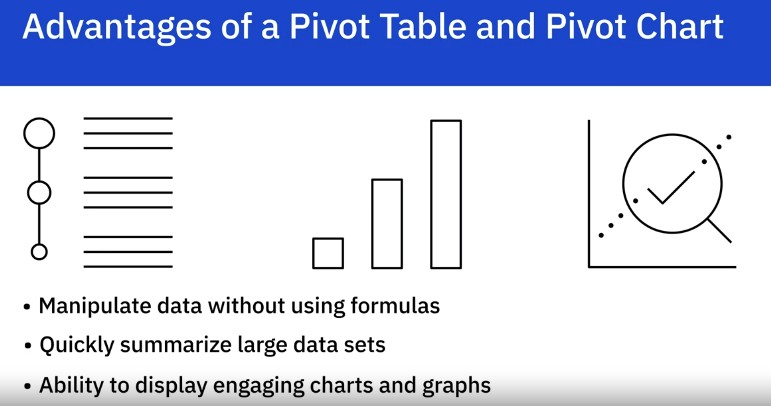 Advantages of a Pivot Table and Pivot Chart
• Manipulate data without using formulas
• Quickly summarize large data sets
• Ability to display engaging charts and graphs